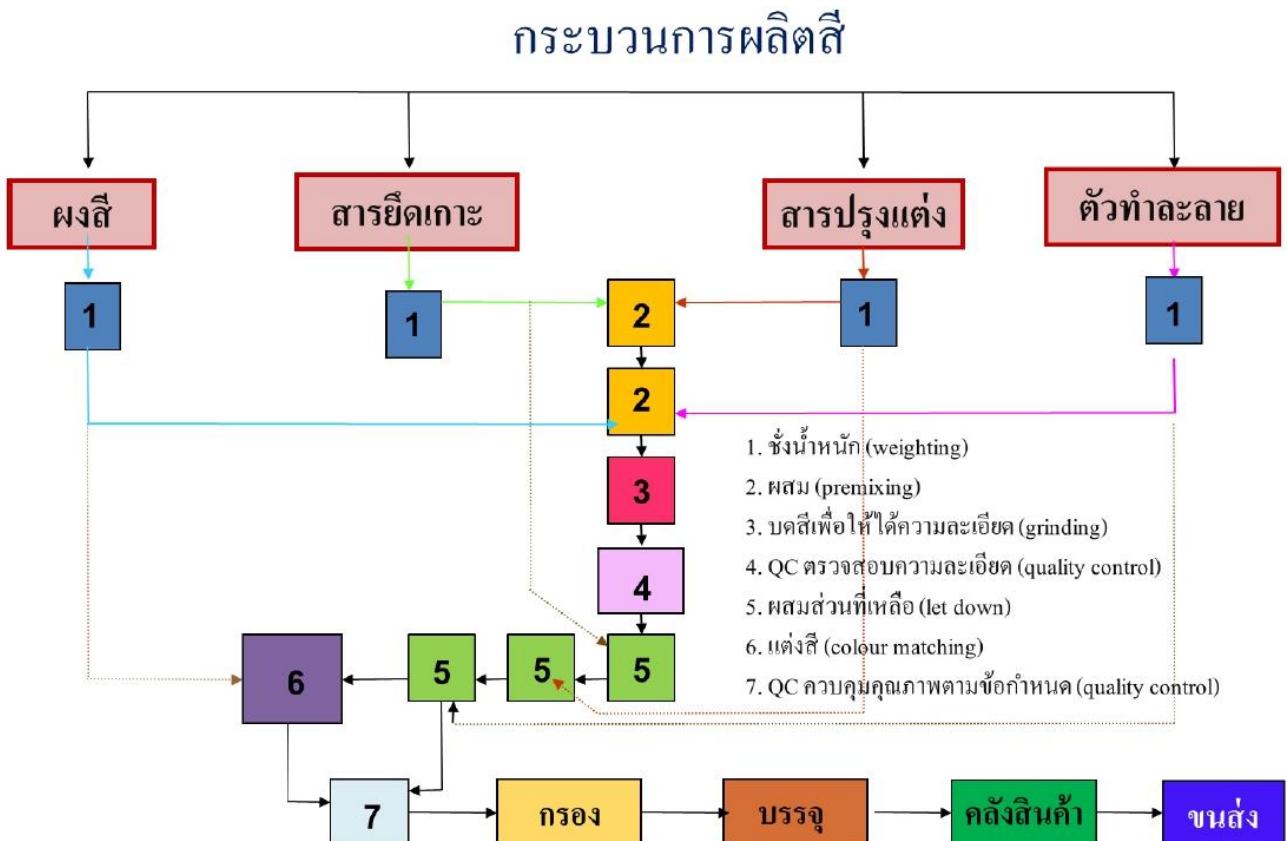 กระบวนการผลิตสี
ผงสี
สารยึดเกาะ
สารปรุงแต่ง
ตัวทำละลาย
1
1
2
1
1
2
3
4
1. ชั่งน้ำหนัก (weighting)
2. ผสม (premixing)
3. บดสีเพื่อให้ได้ความละเอียด (grinding)
4. QC ตรวจสอบความละเอียด (quality control)
5. ผสมส่วนที่เหลือ (let down)
6. แต่งสี (colour matching)
7. QC ควบคุมคุณภาพตามข้อกำหนด (quality control)
6
5
5
5
7
กรอง
บรรจุ
คลังสินค้า
ขนส่ง